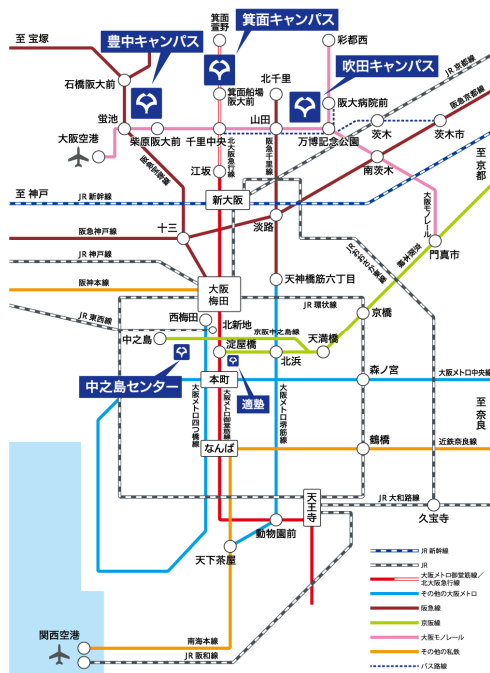 至 宝塚
豊中キャンパス
箕面
萱野
箕面キャンパス
彩都西
石橋阪大前
箕面船場
阪大前
北千里
吹田キャンパス
JR 京都線
蛍池
阪大病院前
阪急京都線
大阪空港
柴原阪大前
千里中央
山田
万博記念公園
茨木
茨木市
阪急宝塚線
北大阪急行線
阪急千里線
南茨木
至 京都
江坂
至 神戸
JR 新幹線
新大阪
大阪モノレール
阪急神戸線
十三
淡路
JRおおさか東線
京阪本線
門真市
JR 神戸線
阪神本線
大阪
梅田
天神橋筋六丁目
JR 東西線
西梅田
JR 環状線
北新地
京橋
中之島
京阪中之島線
淀屋橋
北浜
天満橋
中之島センター
適塾
本町
森ノ宮
大阪メトロ中央線
大阪メトロ四つ橋線
大阪メトロ御堂筋線
大阪メトロ堺筋線
至 奈良
なんば
鶴橋
近鉄奈良線
天王寺
JR 大和路線
久宝寺
動物園前
天下茶屋
関西空港
南海本線
JR 阪和線
JR 新幹線
JR
大阪メトロ御堂筋線／
北大阪急行線
その他の大阪メトロ
阪急線
京阪線
大阪モノレール
その他の私鉄
バス路線